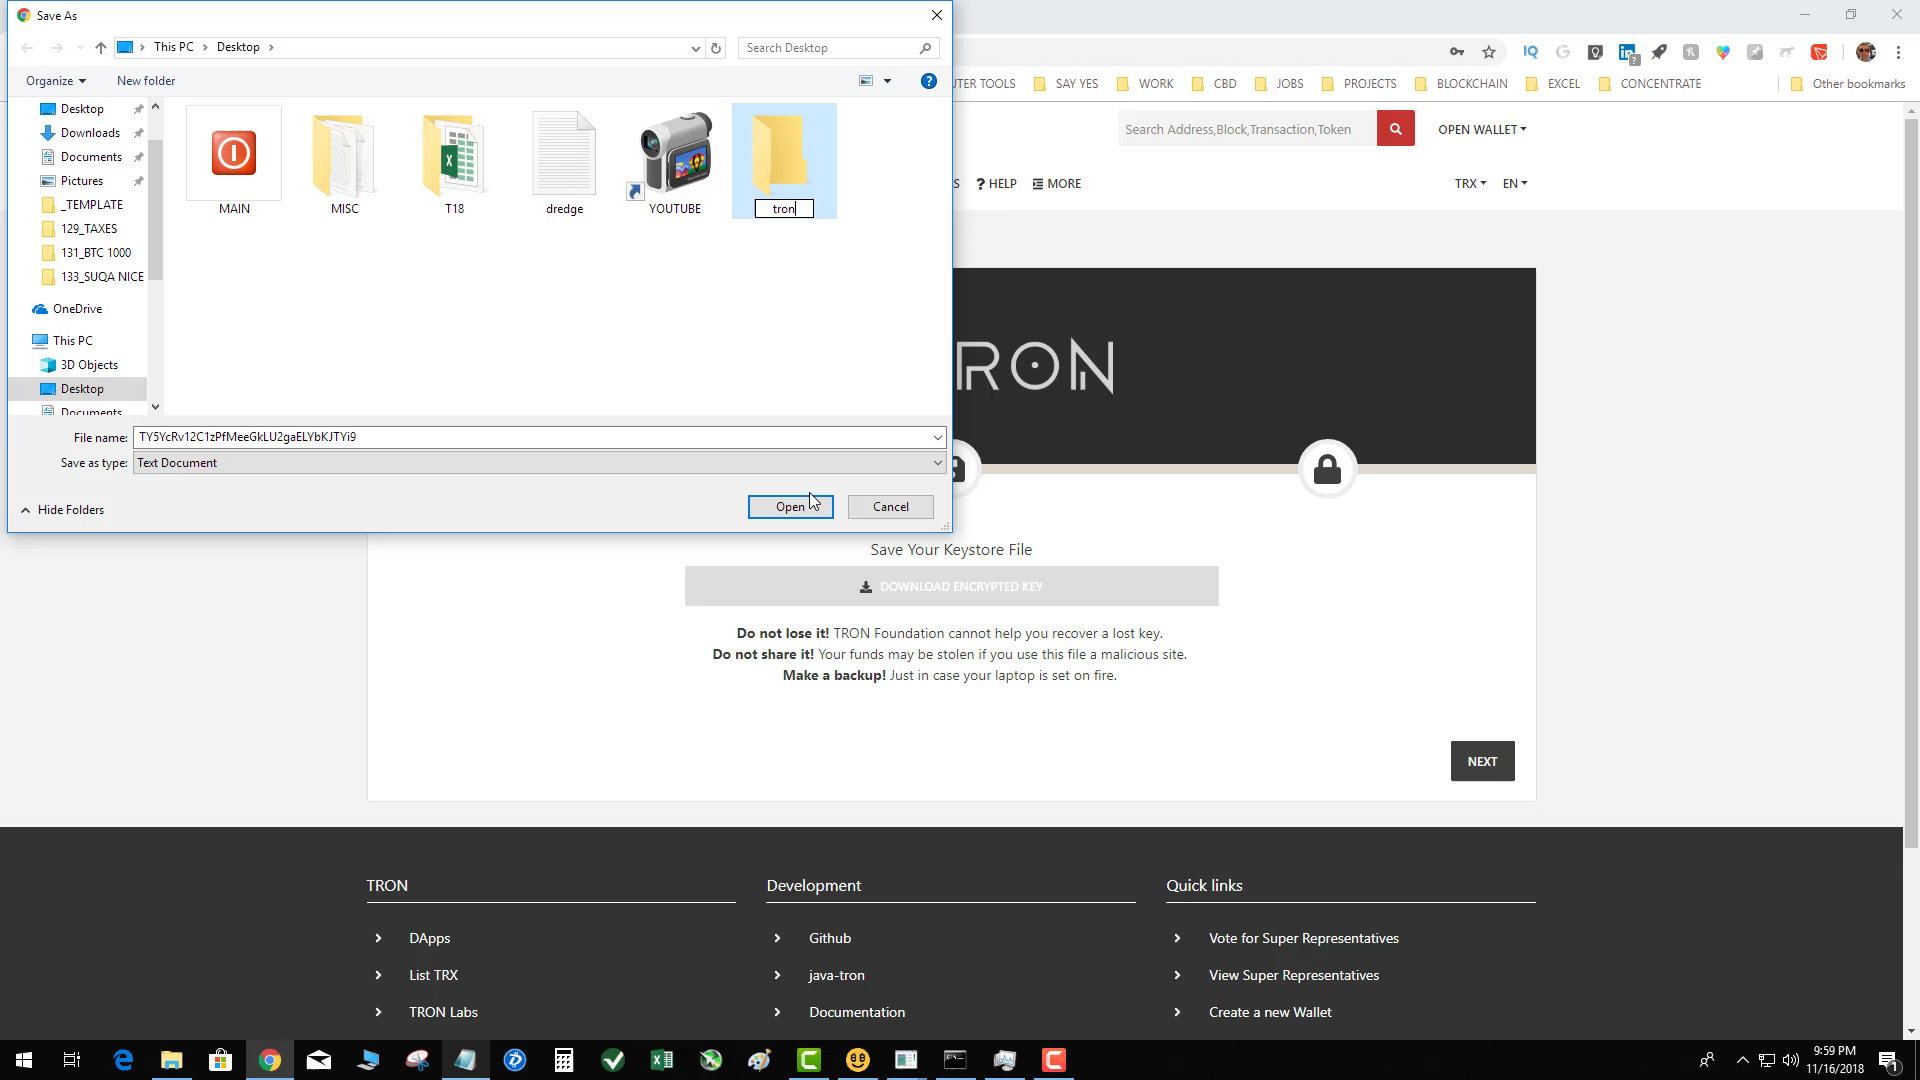 Save As
This PC
Desktop
Search Desktop
Organize
New folder
Desktop
Downloads
Documents
Pictures
_TEMPLATE
129_TAXES
131_BTC 1000
133_SUQA NICE
OneDrive
This PC
3D Objects
Desktop
Documents
MAIN
MISC
T18
dredge
YOUTUBE
tron
File name: TY5YcRv12C1zPfMeeGkLU2gaELYbKJTYi9
Save as type: Text Document
Hide Folders
Open
Cancel
UTER TOOLS
SAY YES
WORK
CBD
JOBS
PROJECTS
BLOCKCHAIN
EXCEL
CONCENTRATE
Other bookmarks
Search Address,Block,Transaction,Token
OPEN WALLET
S
? HELP
MORE
TRX
EN
RON
Save Your Keystore File
DOWNLOAD ENCRYPTED KEY
Do not lose it! TRON Foundation cannot help you recover a lost key.
Do not share it! Your funds may be stolen if you use this file a malicious site.
Make a backup! Just in case your laptop is set on fire.
NEXT
TRON
DApps
List TRX
TRON Labs
Development
Github
java-tron
Documentation
Quick links
Vote for Super Representatives
View Super Representatives
Create a new Wallet
9:59 PM
11/16/2018
1